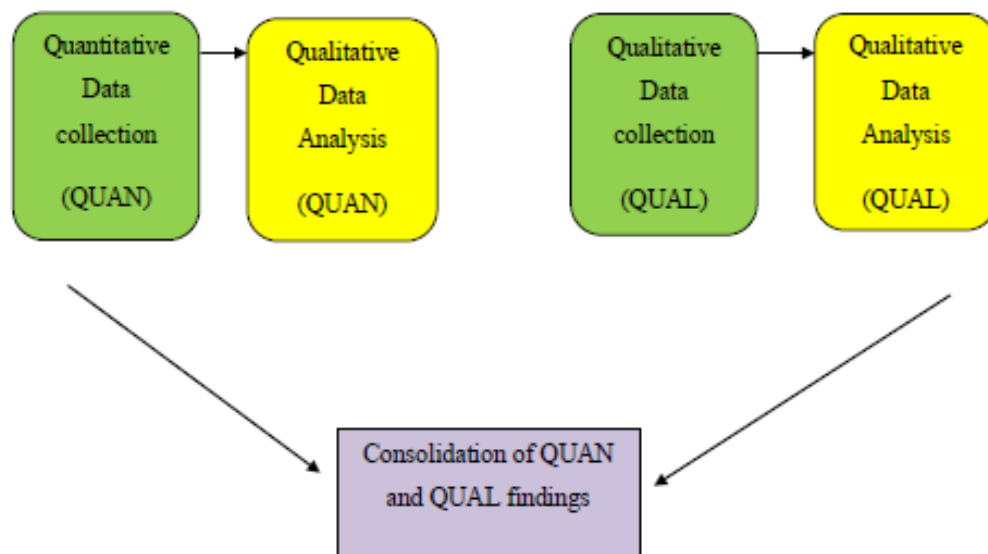 Quantitative
Data
collection
(QUAN)
Qualitative
Data
Analysis
(QUAN)
Qualitative
Data
collection
(QUAL)
Qualitative
Data
Analysis
(QUAL)
Consolidation of QUAN
and QUAL findings